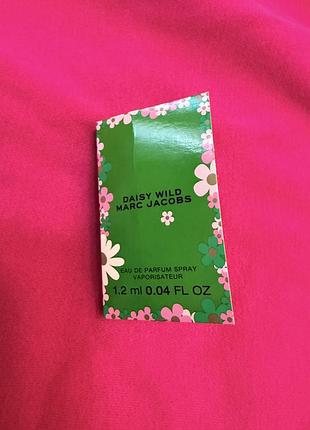 DAISY WILD
MARC JACOBS
EAU DE PARFUM SPRAY
VAPORISATEUR
1.2 ml 0.04 FL OZ